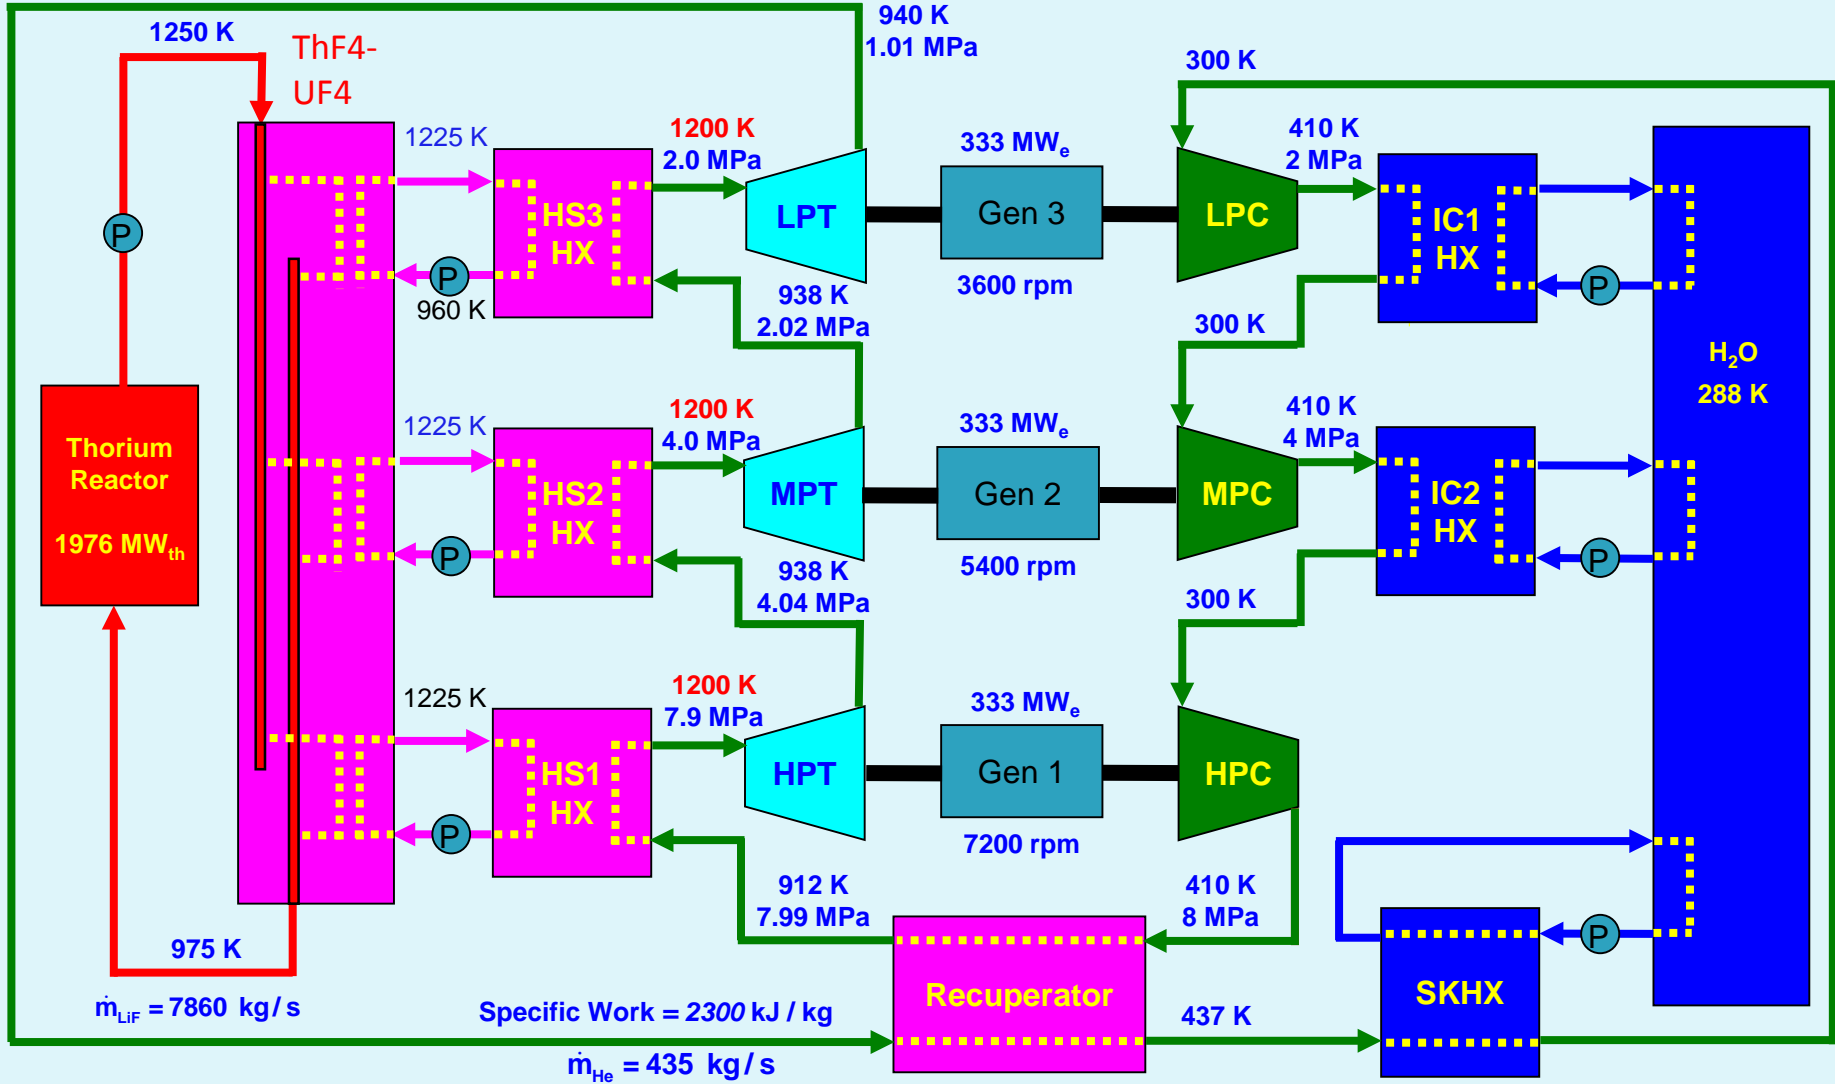 940 K
1.01 MPa
1250 K
ThF4-
UF4
300 K
1225 K
1200 K
2.0 MPa
333 MWₑ
410 K
2 MPa
P
HS3
HX
LPT
Gen 3
LPC
IC1
HX
P
960 K
938 K
2.02 MPa
3600 rpm
300 K
P
H₂O
288 K
1225 K
1200 K
4.0 MPa
333 MWₑ
410 K
4 MPa
Thorium
Reactor
1976 MWₜₕ
HS2
HX
MPT
Gen 2
MPC
IC2
HX
P
938 K
4.04 MPa
5400 rpm
300 K
P
1225 K
1200 K
7.9 MPa
333 MWₑ
HS1
HX
HPT
Gen 1
HPC
P
7200 rpm
912 K
7.99 MPa
410 K
8 MPa
P
975 K
ṁLiF = 7860 kg/s
Specific Work = 2300 kJ / kg
Recuperator
437 K
SKHX
ṁHe = 435 kg/s